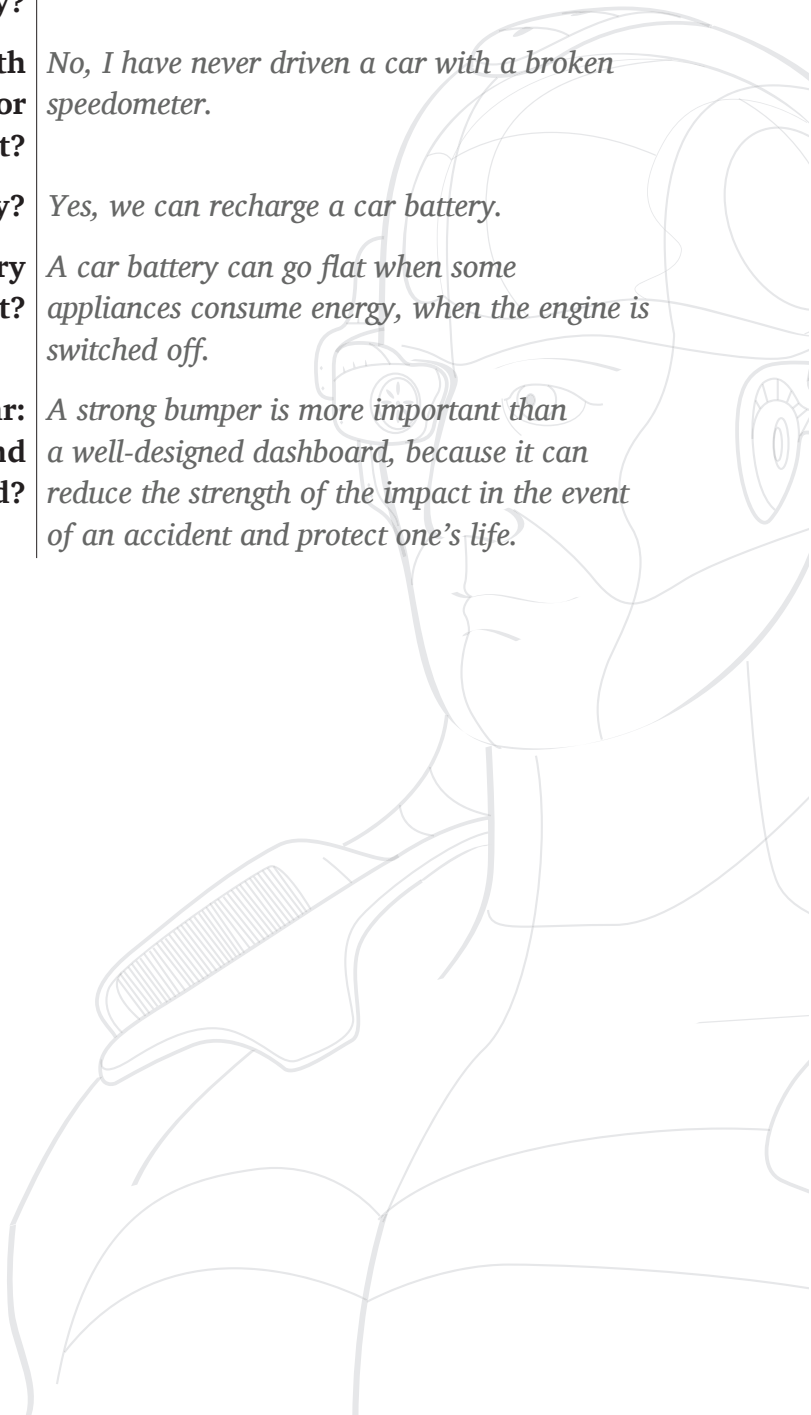 y?
th No, I have never driven a car with a broken
or speedometer.
t?
y? Yes, we can recharge a car battery.
ry A car battery can go flat when some
t? appliances consume energy, when the engine is
switched off.
ar: A strong bumper is more important than
nd a well-designed dashboard, because it can
d? reduce the strength of the impact in the event
of an accident and protect one's life.